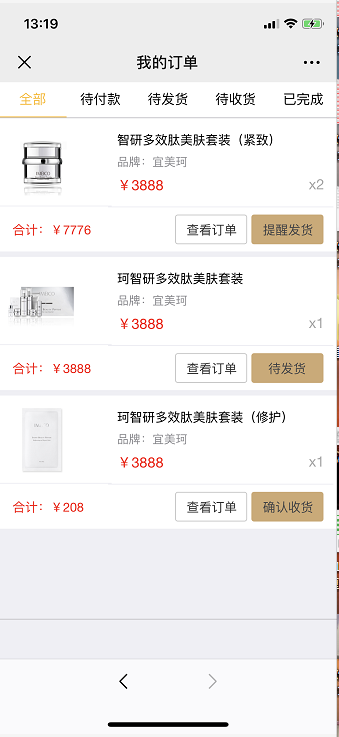 13:19
我的订单
全部 待付款 待发货 待收货 已完成
智研多效肽美肤套装（紧致）
品牌：宜美珂
￥3888 x2
合计：￥7776 查看订单 提醒发货
珂智研多效肽美肤套装
品牌：宜美珂
￥3888 x1
合计：￥3888 查看订单 待发货
珂智研多效肽美肤套装（修护）
品牌：宜美珂
￥3888 x1
合计：￥208 查看订单 确认收货